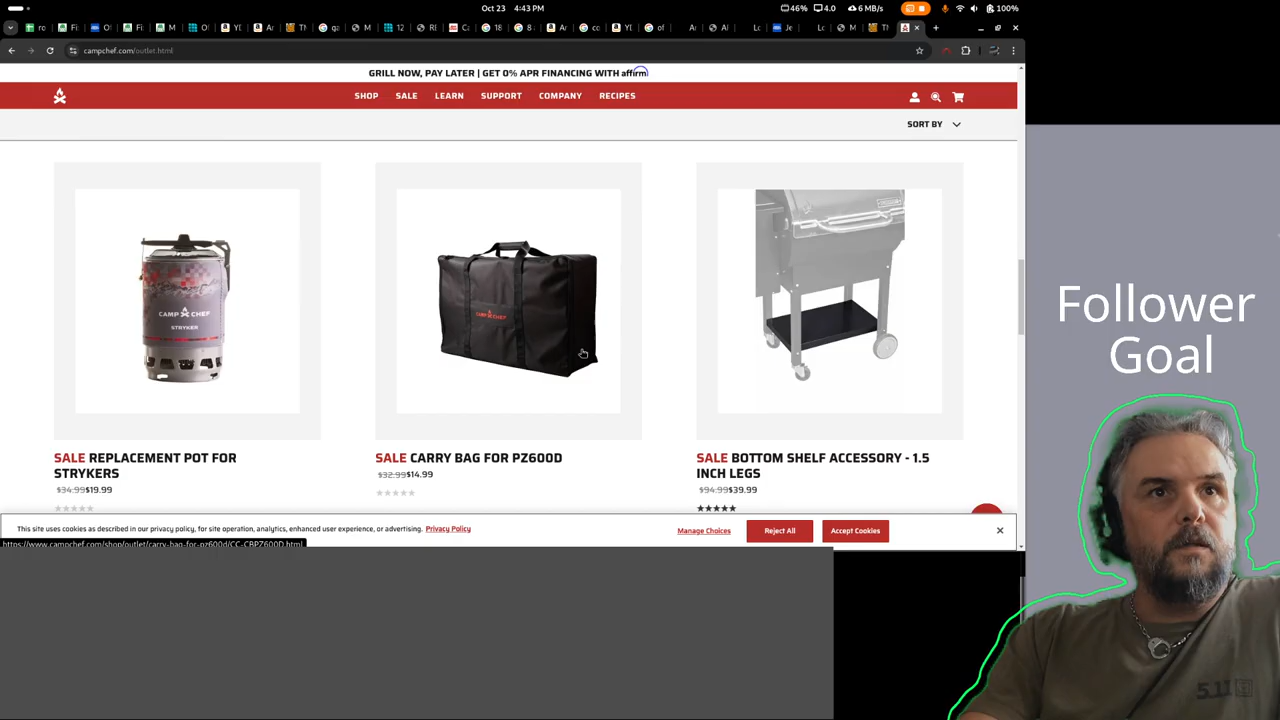 Oct 23 4:43 PM
46% 4.0 6 MB/s 100%
campchef.com/outlet.html
GRILL NOW, PAY LATER | GET 0% APR FINANCING WITH affirm
SHOP SALE LEARN SUPPORT COMPANY RECIPES
SORT BY
CAMP CHEF
STRYKER
CAMP CHEF
SALE REPLACEMENT POT FOR STRYKERS
$34.99$19.99
SALE CARRY BAG FOR PZ600D
$32.99$14.99
SALE BOTTOM SHELF ACCESSORY - 1.5 INCH LEGS
$94.99$39.99
This site uses cookies as described in our privacy policy, for site operation, analytics, enhanced user experience, or advertising. Privacy Policy
Manage Choices
Reject All
Accept Cookies
https://www.campchef.com/shop/outlet/carry-bag-for-pz600d/CC-CBPZ600D.html
Follower
Goal
5.11